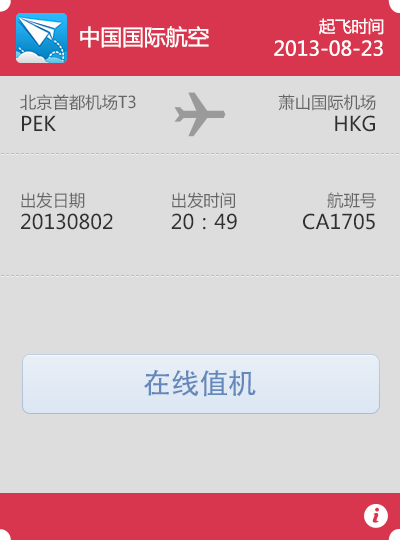 中国国际航空
起飞时间
2013-08-23
北京首都机场T3
萧山国际机场
PEK
HKG
出发日期
出发时间
航班号
20130802
20：49
CA1705
在线值机